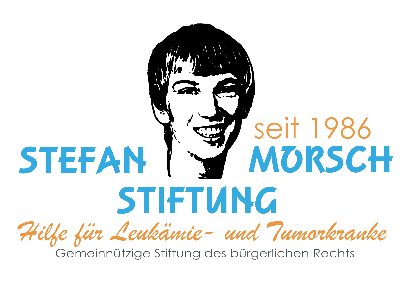 seit 1986
STEFAN MORSCH
STIFTUNG
Hilfe für Leukämie- und Tumorkranke
Gemeinnützige Stiftung des bürgerlichen Rechts